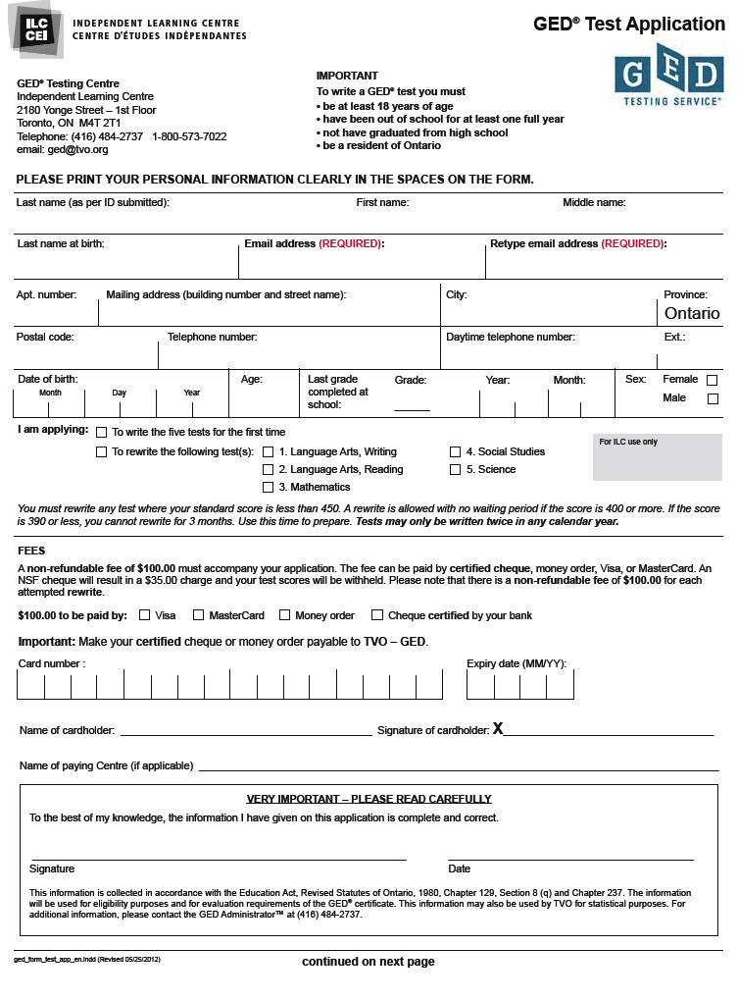 ILC
CEI
INDEPENDENT LEARNING CENTRE
CENTRE D'ÉTUDES INDÉPENDANTES
GED® Test Application
GED
TESTING SERVICE®
GED® Testing Centre
Independent Learning Centre
2180 Yonge Street – 1st Floor
Toronto, ON M4T 2T1
Telephone: (416) 484-2737 1-800-573-7022
email: ged@tvo.org
IMPORTANT
To write a GED® test you must
• be at least 18 years of age
• have been out of school for at least one full year
• not have graduated from high school
• be a resident of Ontario
PLEASE PRINT YOUR PERSONAL INFORMATION CLEARLY IN THE SPACES ON THE FORM.
Last name (as per ID submitted): First name: Middle name:
Last name at birth: Email address (REQUIRED): Retype email address (REQUIRED):
Apt. number: Mailing address (building number and street name): City: Province:
Ontario
Postal code: Telephone number: Daytime telephone number: Ext.:
Date of birth: Age: Last grade completed at school: Grade: Year: Month: Sex: Female
Month Day Year Male
I am applying: To write the five tests for the first time
To rewrite the following test(s): 1. Language Arts, Writing 4. Social Studies
2. Language Arts, Reading 5. Science
3. Mathematics
For ILC use only
You must rewrite any test where your standard score is less than 450. A rewrite is allowed with no waiting period if the score is 400 or more. If the score
is 390 or less, you cannot rewrite for 3 months. Use this time to prepare. Tests may only be written twice in any calendar year.
FEES
A non-refundable fee of $100.00 must accompany your application. The fee can be paid by certified cheque, money order, Visa, or MasterCard. An
NSF cheque will result in a $35.00 charge and your test scores will be withheld. Please note that there is a non-refundable fee of $100.00 for each
attempted rewrite.
$100.00 to be paid by: Visa MasterCard Money order Cheque certified by your bank
Important: Make your certified cheque or money order payable to TVO – GED.
Card number : Expiry date (MM/YY):
Name of cardholder: Signature of cardholder: X
Name of paying Centre (if applicable)
VERY IMPORTANT – PLEASE READ CAREFULLY
To the best of my knowledge, the information I have given on this application is complete and correct.
Signature Date
This information is collected in accordance with the Education Act, Revised Statutes of Ontario, 1980, Chapter 129, Section 8 (q) and Chapter 237. The information
will be used for eligibility purposes and for evaluation requirements of the GED® certificate. This information may also be used by TVO for statistical purposes. For
additional information, please contact the GED Administrator™ at (416) 484-2737.
ged_form_test_app_en.indd (Revised 05/25/2012)
continued on next page